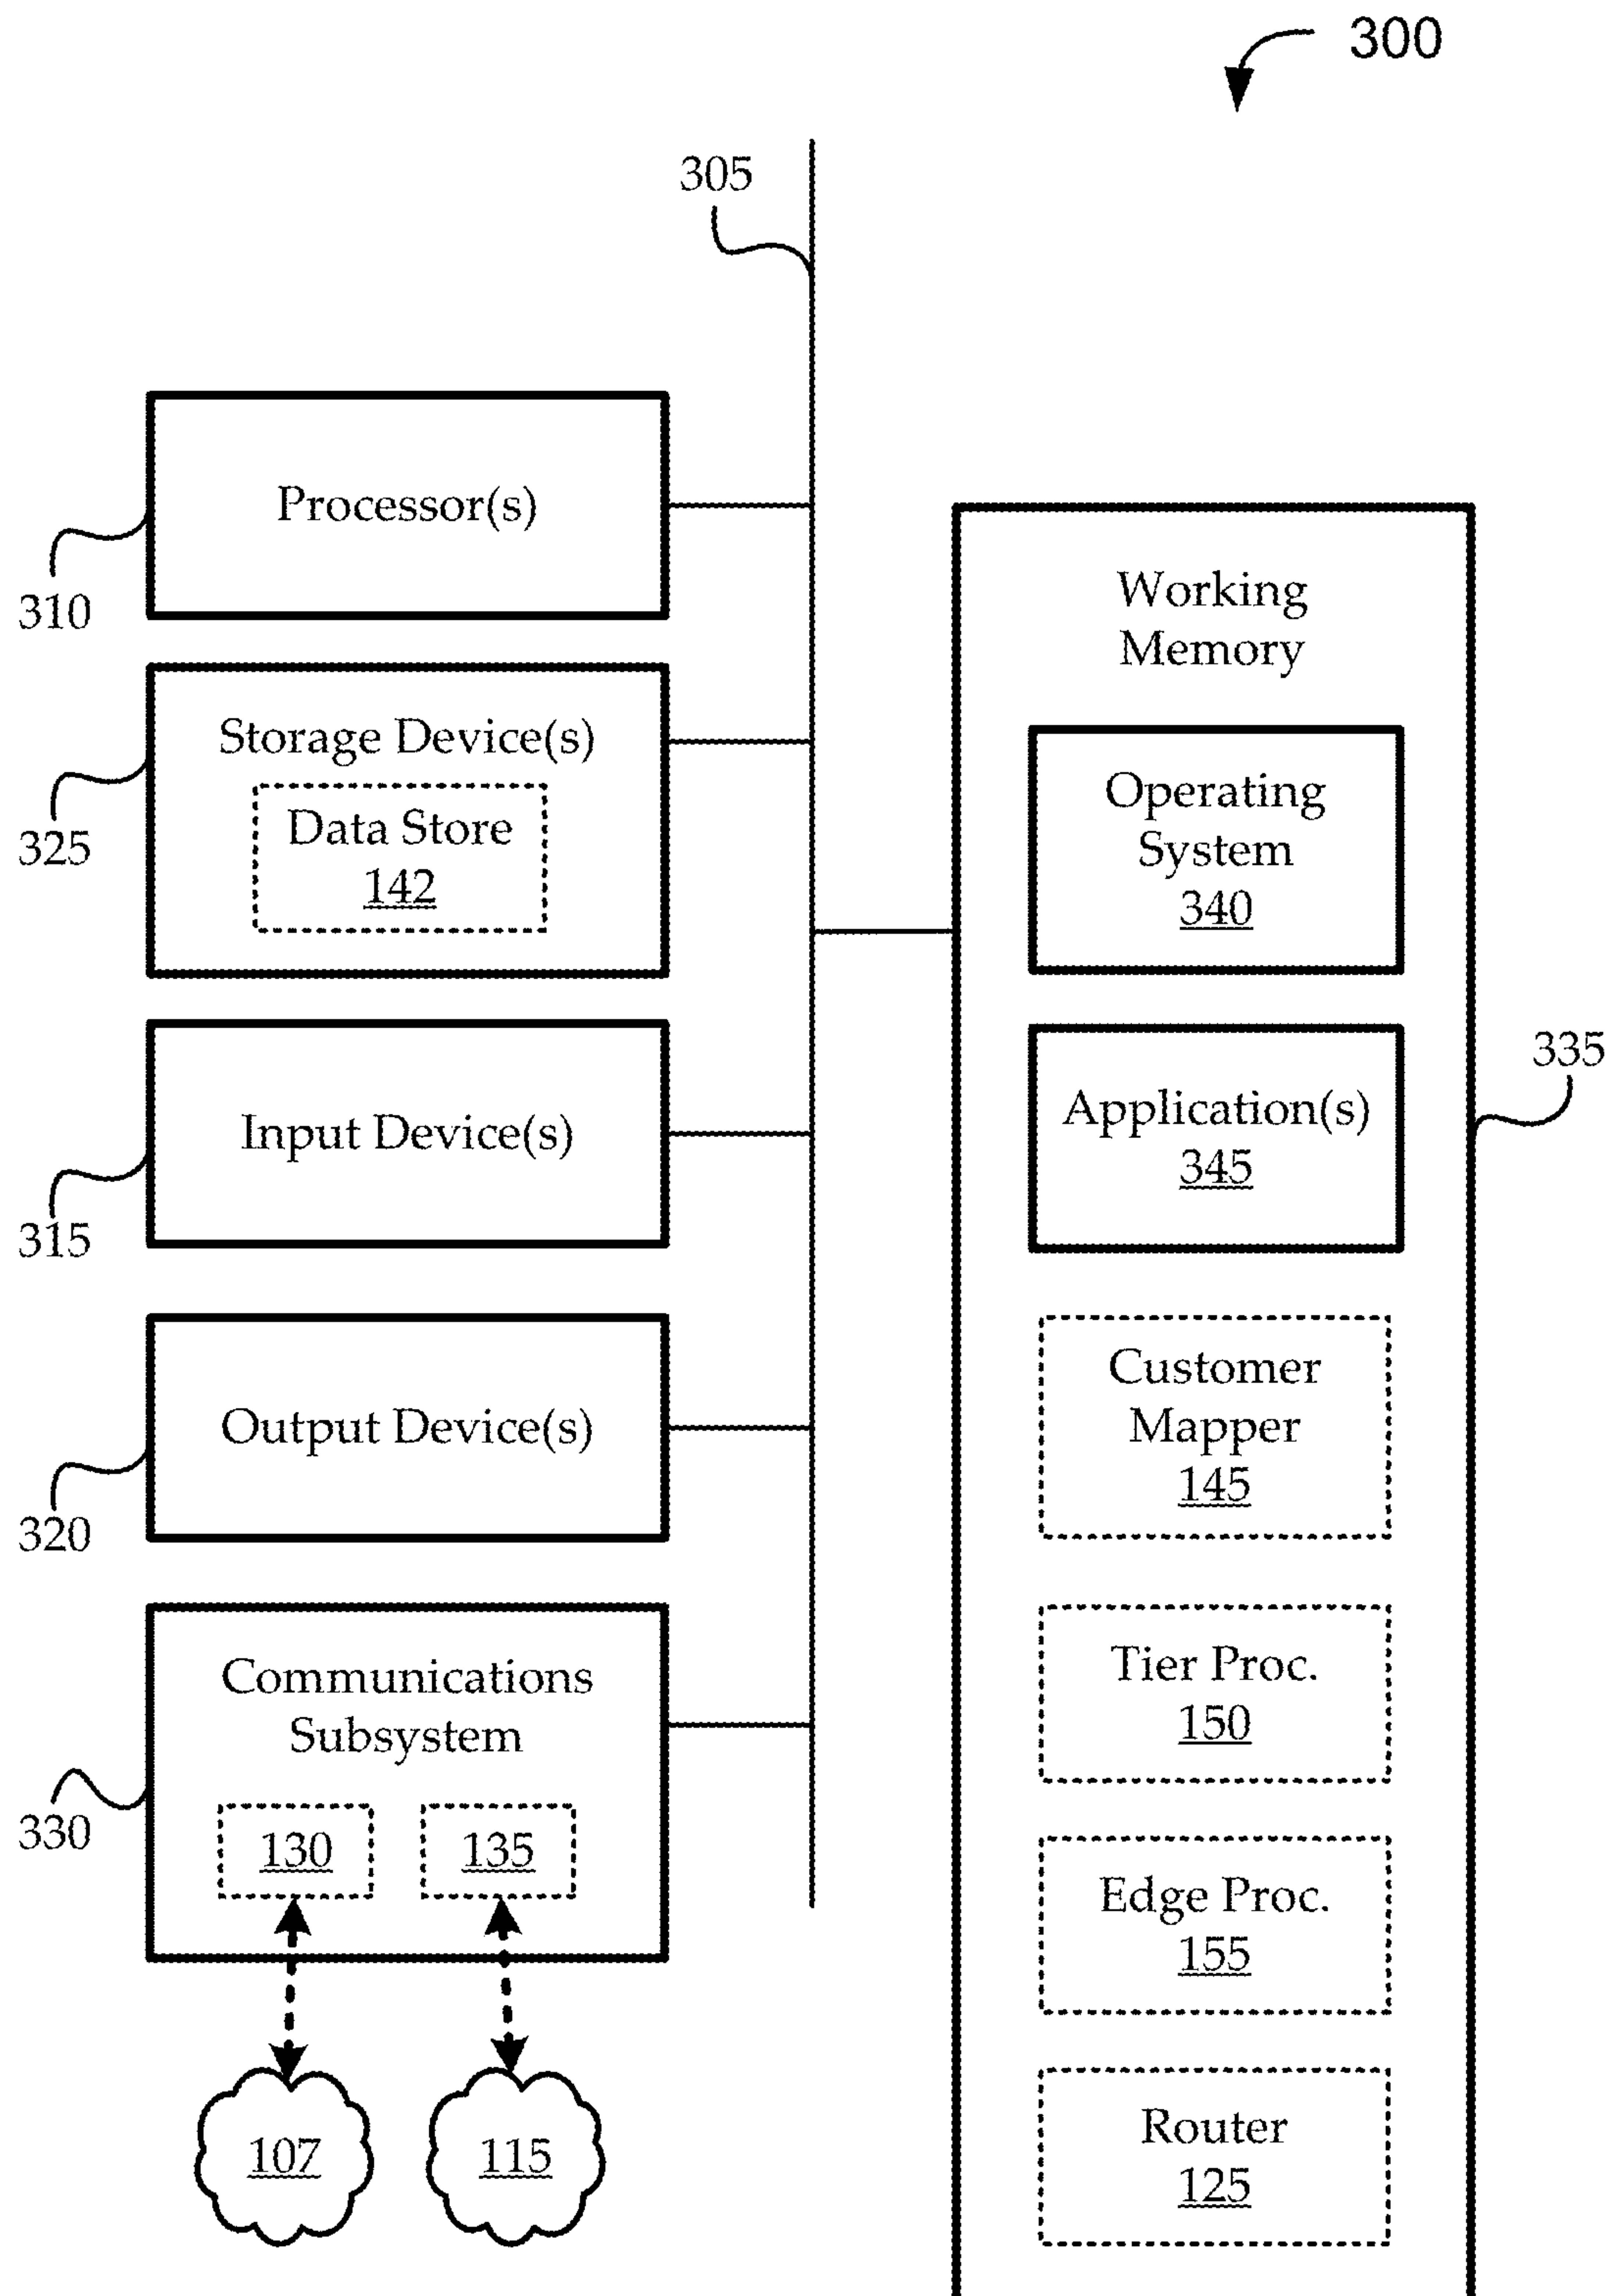 300
305
Processor(s)
310
Storage Device(s)
Data Store
142
325
Input Device(s)
315
Output Device(s)
320
Communications
Subsystem
130
135
330
107
115
Working
Memory
Operating
System
340
Application(s)
345
335
Customer
Mapper
145
Tier Proc.
150
Edge Proc.
155
Router
125